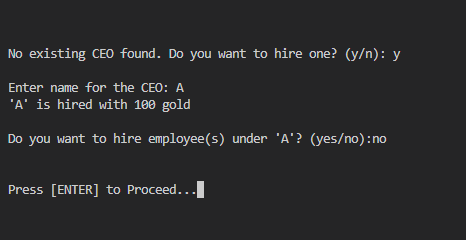 No existing CEO found. Do you want to hire one? (y/n): y
Enter name for the CEO: A
'A' is hired with 100 gold
Do you want to hire employee(s) under 'A'? (yes/no):no
Press [ENTER] to Proceed...